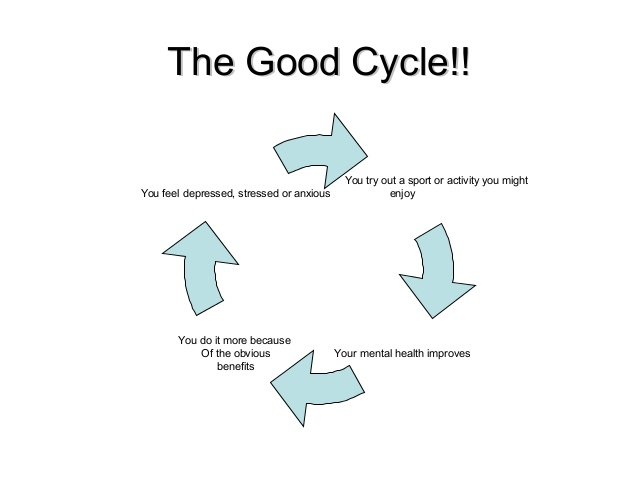 The Good Cycle!!
You try out a sport or activity you might
enjoy
You feel depressed, stressed or anxious
Your mental health improves
You do it more because
Of the obvious
benefits